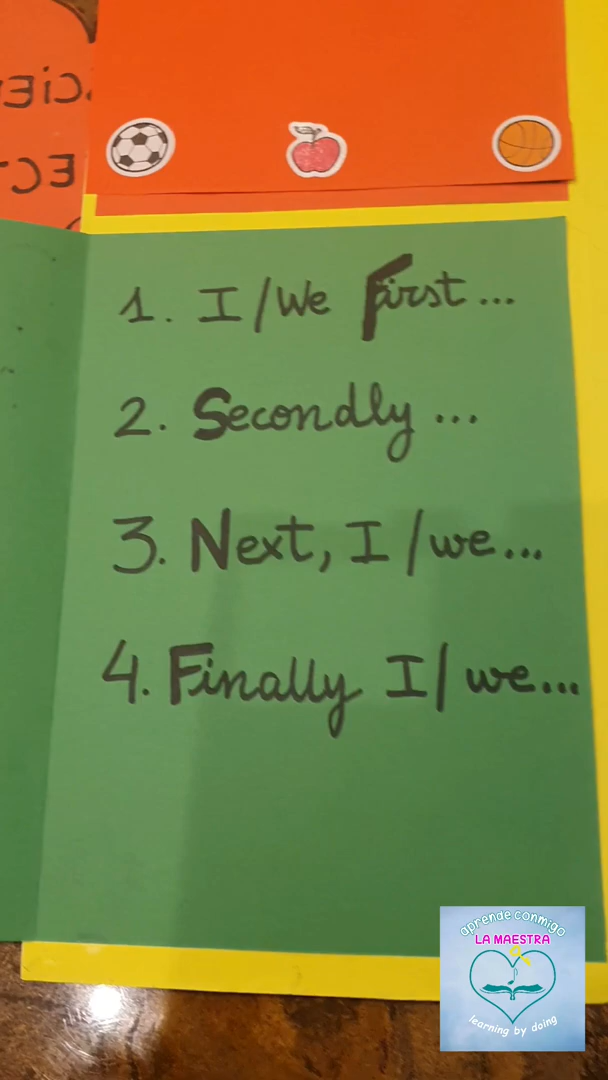 1. I/We First...
2. Secondly...
3. Next, I/we...
4. Finally I/we...
aprende conmigo
LA MAESTRA
learning by doing